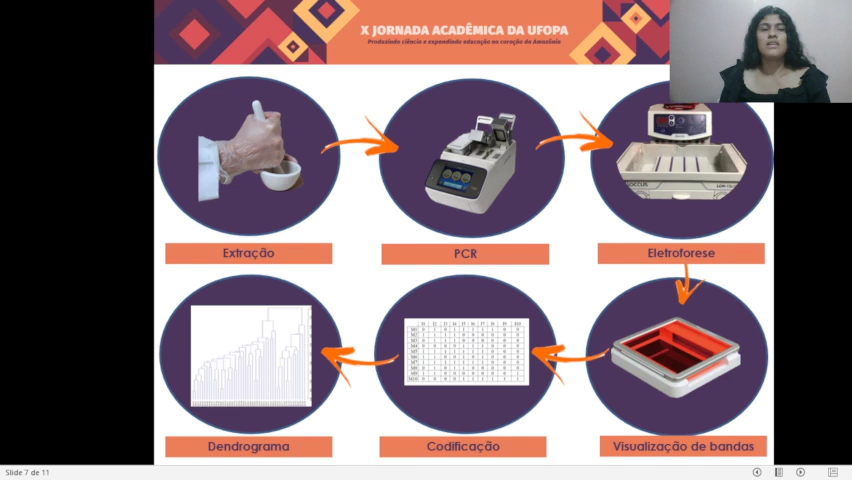 X JORNADA ACADÊMICA DA UFOPA
Produzindo ciência e expandindo educação no coração da Amazônia
Extração
PCR
Eletroforese
Dendrograma
Codificação
Visualização de bandas
Slide 7 de 11